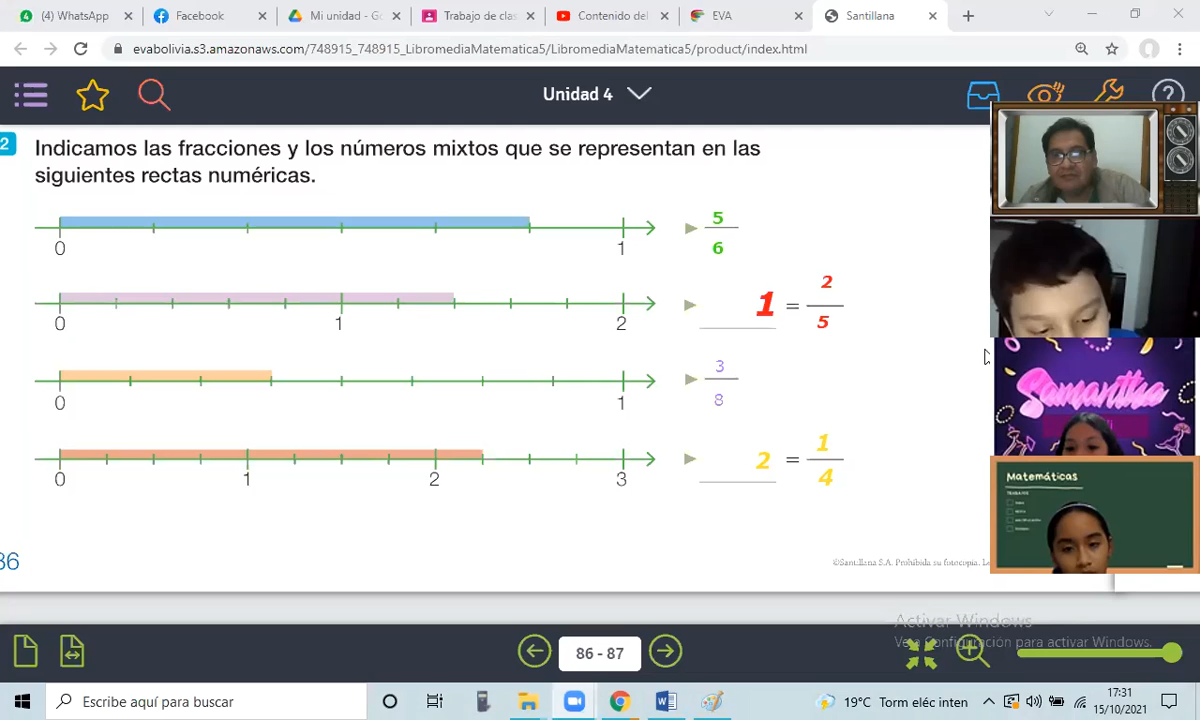 (4) WhatsApp
Facebook
Mi unidad - Go
Trabajo de clas
Contenido del
EVA
Santillana
evabolivia.s3.amazonaws.com/748915_748915_LibromediaMatematica5/LibromediaMatematica5/product/index.html
Unidad 4
2 Indicamos las fracciones y los números mixtos que se representan en las
siguientes rectas numéricas.
0 1
5
6
0 1 2
1 = 2
5
0 1
3
8
0 1 2 3
2 = 1
4
Samantha
Matemáticas
86
©Santillana S.A. Prohibida su fotocopia. Le
Activar Windows
Ve a Configuración para activar Windows.
86 - 87
Escribe aquí para buscar
19°C Torm eléc inten
17:31
15/10/2021